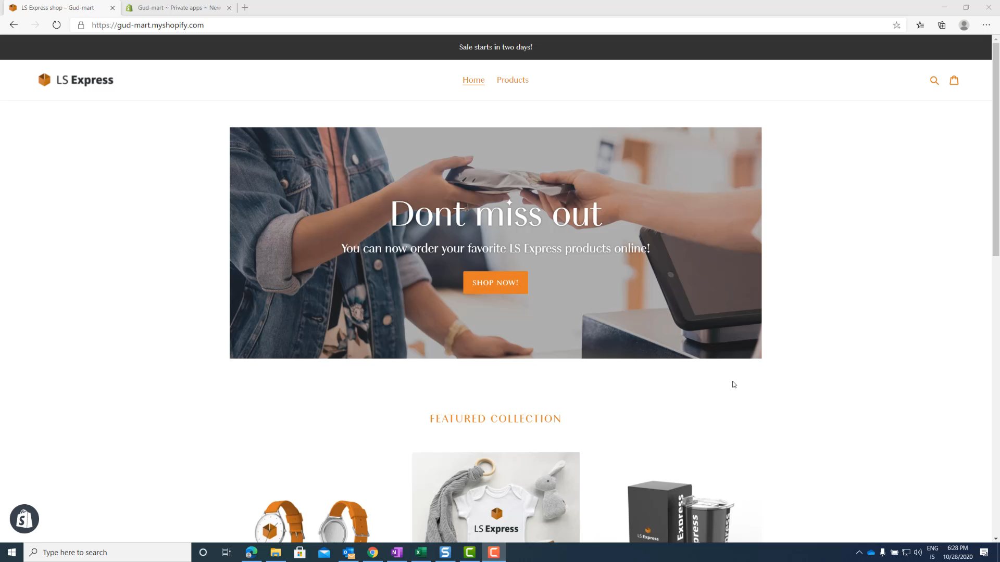 LS Express shop – Gud-mart
Gud-mart ~ Private apps ~ New
https://gud-mart.myshopify.com
Sale starts in two days!
LS Express
Home
Products
Dont miss out
You can now order your favorite LS Express products online!
SHOP NOW!
FEATURED COLLECTION
LS Express
LS Express
Express
press
press
Type here to search
ENG
IS
6:28 PM
10/28/2020